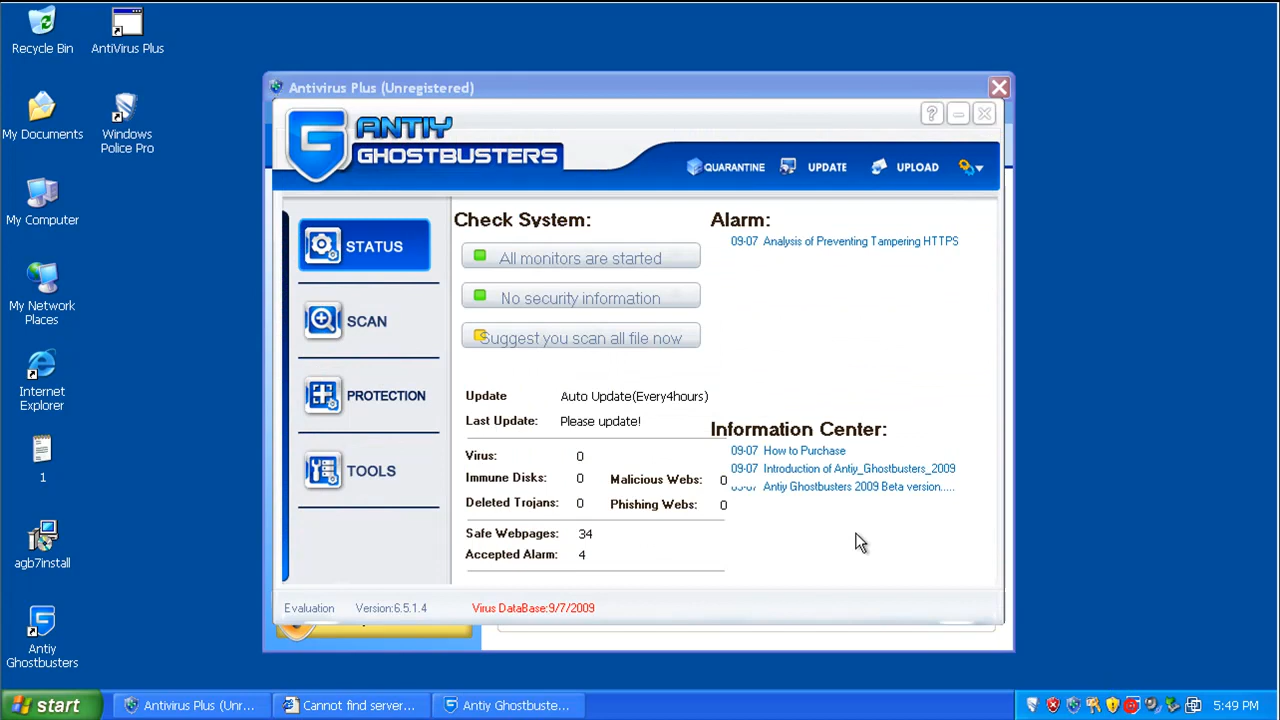 Recycle Bin
AntiVirus Plus
My Documents
Windows
Police Pro
My Computer
My Network
Places
Internet
Explorer
1
agb7install
Antiy
Ghostbusters
Antivirus Plus (Unregistered)
ANTIY
GHOSTBUSTERS
QUARANTINE
UPDATE
UPLOAD
STATUS
SCAN
PROTECTION
TOOLS
Check System:
All monitors are started
No security information
Suggest you scan all file now
Update Auto Update(Every4hours)
Last Update: Please update!
Virus: 0
Immune Disks: 0 Malicious Webs: 0
Deleted Trojans: 0 Phishing Webs: 0
Safe Webpages: 34
Accepted Alarm: 4
Alarm:
09-07 Analysis of Preventing Tampering HTTPS
Information Center:
09-07 How to Purchase
09-07 Introduction of Antiy_Ghostbusters_2009
09-07 Antiy Ghostbusters 2009 Beta version.....
Evaluation Version:6.5.1.4 Virus DataBase:9/7/2009
start
Antivirus Plus (Unr...
Cannot find server...
Antiy Ghostbuste...
5:49 PM